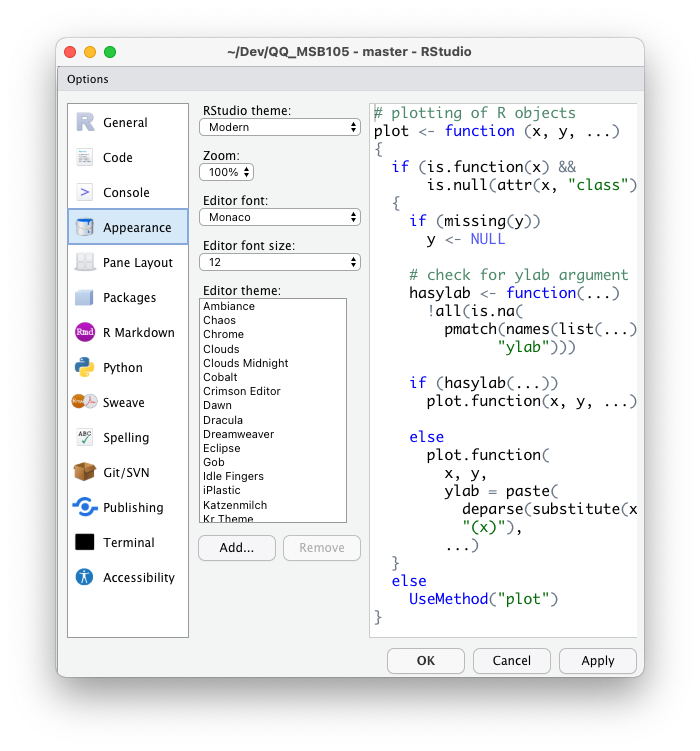 ~/Dev/QQ_MSB105 - master - RStudio
Options
General
Code
Console
Appearance
Pane Layout
Packages
R Markdown
Python
Sweave
Spelling
Git/SVN
Publishing
Terminal
Accessibility
RStudio theme:
Modern
Zoom:
100%
Editor font:
Monaco
Editor font size:
12
Editor theme:
Ambiance
Chaos
Chrome
Clouds
Clouds Midnight
Cobalt
Crimson Editor
Dawn
Dracula
Dreamweaver
Eclipse
Gob
Idle Fingers
iPlastic
Katzenmilch
Kr Theme
Add...
Remove
# plotting of R objects
plot <- function (x, y, ...)
{
  if (is.function(x) &&
      is.null(attr(x, "class")
  {
    if (missing(y))
      y <- NULL

    # check for ylab argument
    hasylab <- function(...)
      !all(is.na(
        pmatch(names(list(...)
              "ylab")))

    if (hasylab(...))
      plot.function(x, y, ...)

    else
      plot.function(
        x, y,
        ylab = paste(
          deparse(substitute(x
          "(x)"),
        ...)
  }
  else
    UseMethod("plot")
}
OK
Cancel
Apply